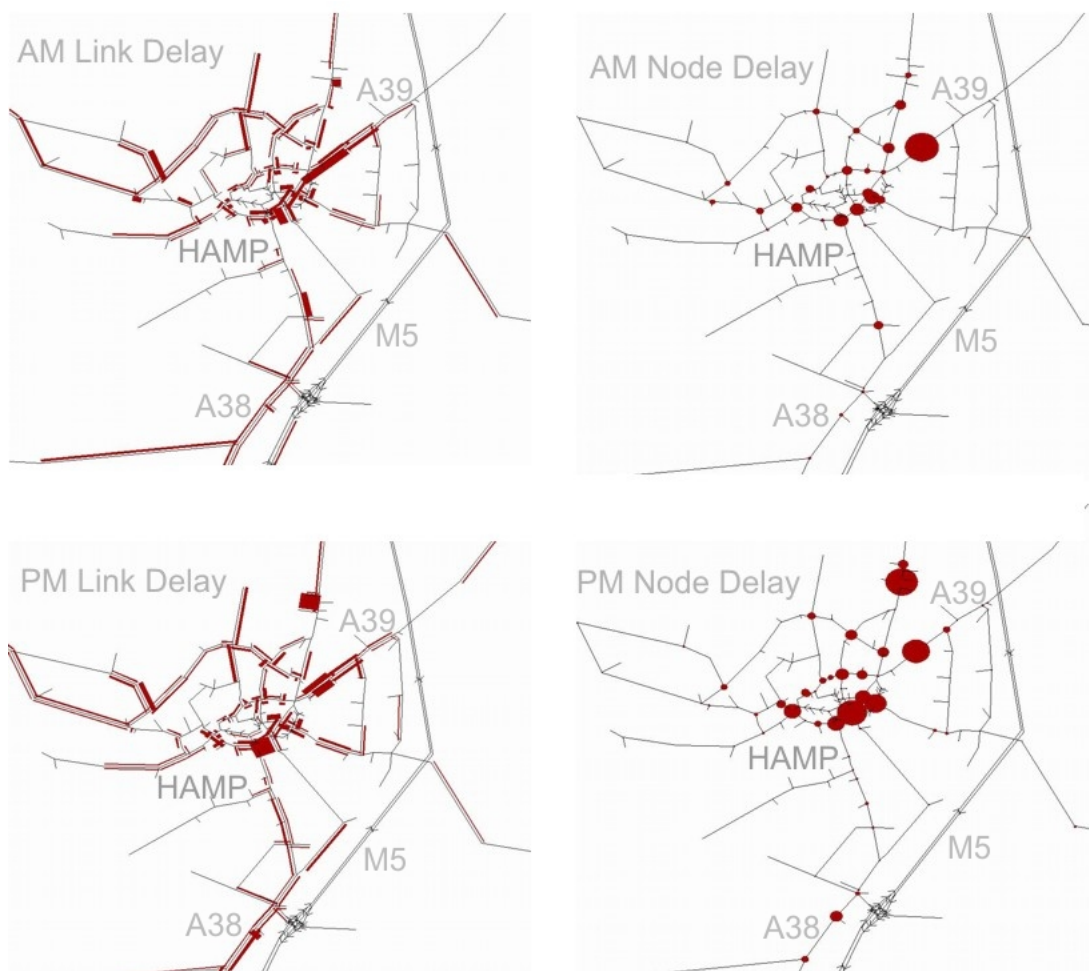 AM Link Delay
A39
HAMP
M5
A38
AM Node Delay
A39
HAMP
M5
A38
PM Link Delay
A39
HAMP
M5
A38
PM Node Delay
A39
HAMP
M5
A38